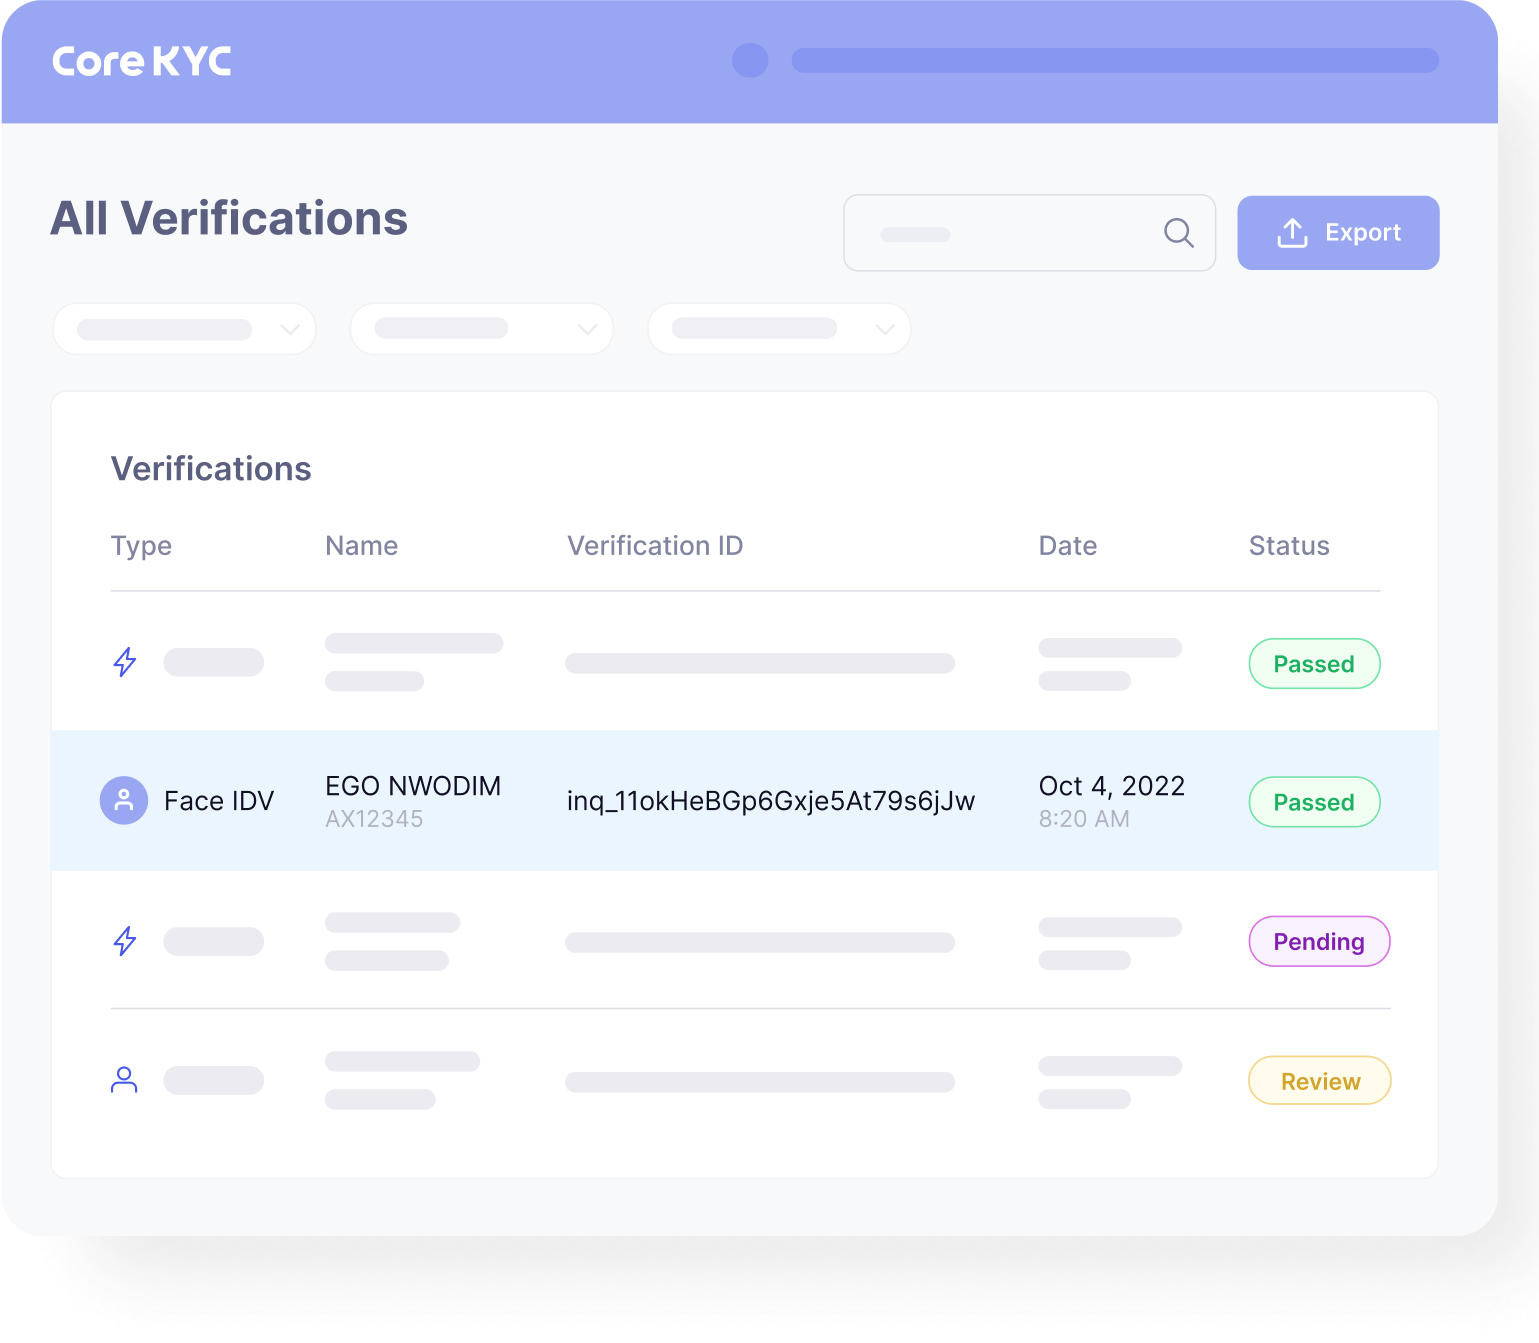 Core KYC
All Verifications
Export
Verifications
Type Name Verification ID Date Status
Passed
Face IDV EGO NWODIM inq_11okHeBGp6Gxje5At79s6jJw Oct 4, 2022 Passed
AX12345 8:20 AM
Pending
Review